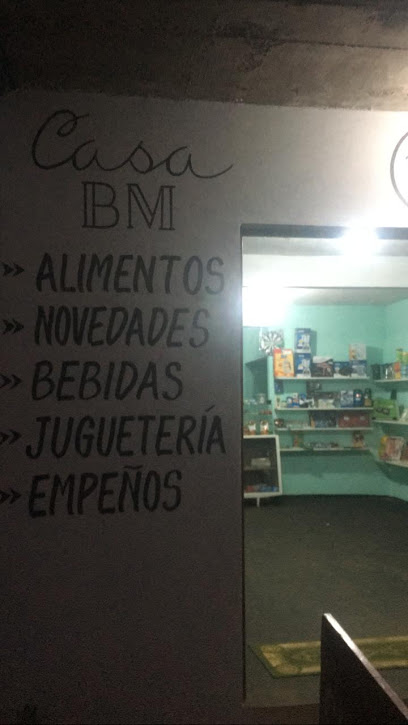 Casa
BM
» ALIMENTOS
» NOVEDADES
» BEBIDAS
» JUGUETERÍA
» EMPEÑOS